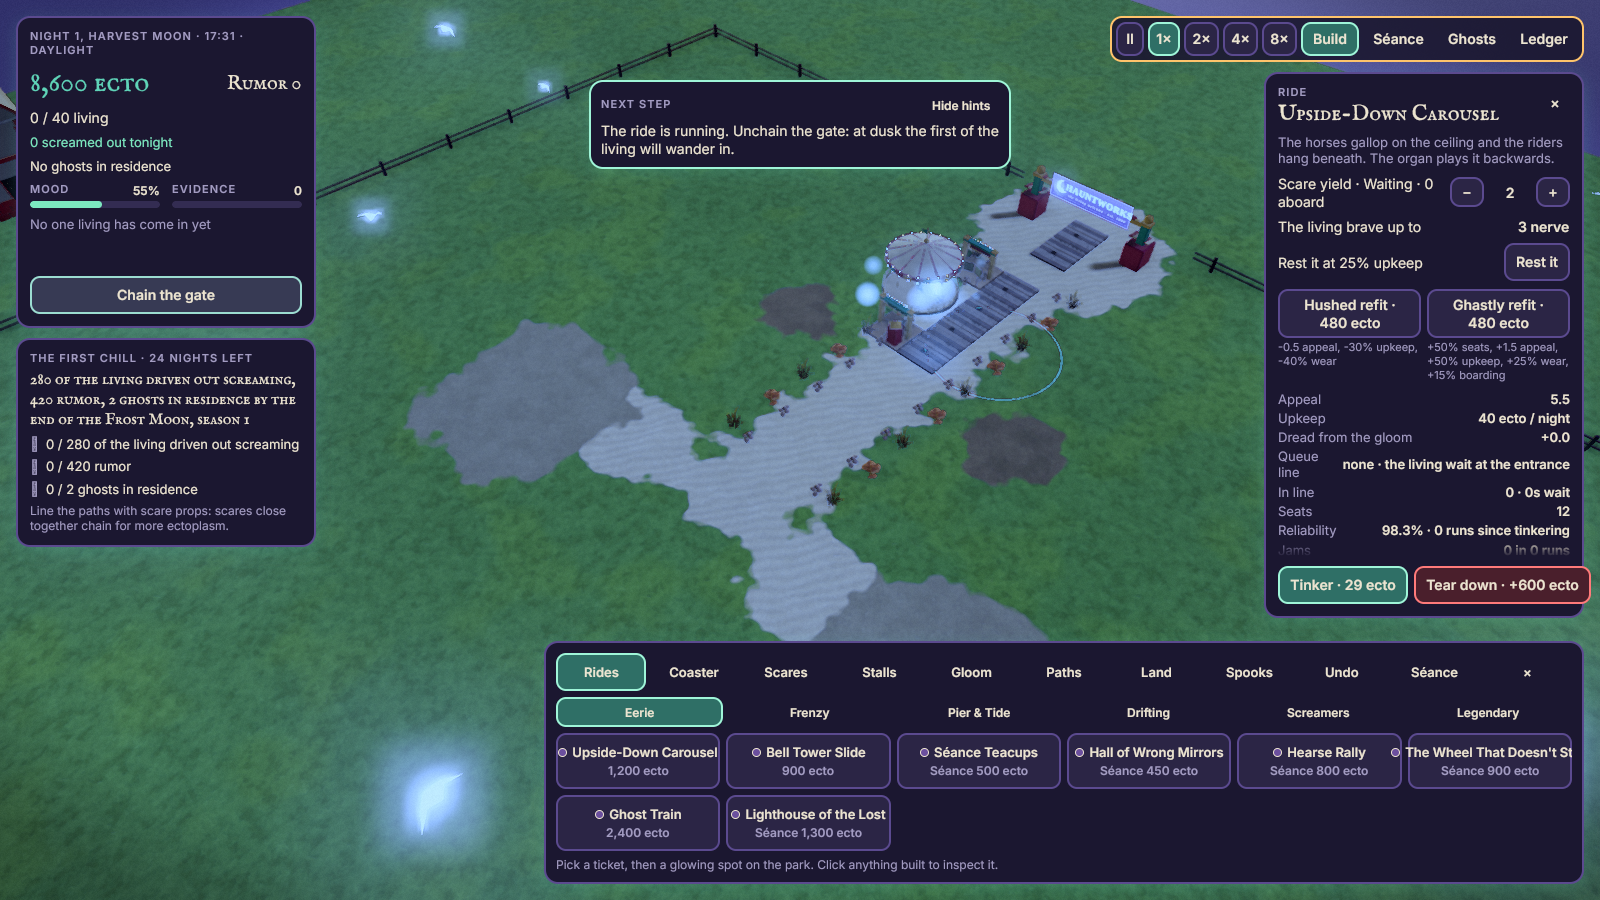 NIGHT 1, HARVEST MOON · 17:31 ·
DAYLIGHT
8,600 ECTO
RUMOR 0
0 / 40 living
0 screamed out tonight
No ghosts in residence
MOOD 55% EVIDENCE 0
No one living has come in yet
Chain the gate
THE FIRST CHILL · 24 NIGHTS LEFT
280 OF THE LIVING DRIVEN OUT SCREAMING,
420 RUMOR, 2 GHOSTS IN RESIDENCE BY THE
END OF THE FROST MOON, SEASON 1
0 / 280 of the living driven out screaming
0 / 420 rumor
0 / 2 ghosts in residence
Line the paths with scare props: scares close
together chain for more ectoplasm.
NEXT STEP
Hide hints
The ride is running. Unchain the gate: at dusk the first of the
living will wander in.
HAUNTWORKS
II 1× 2× 4× 8× Build Séance Ghosts Ledger
RIDE
UPSIDE-DOWN CAROUSEL
×
The horses gallop on the ceiling and the riders
hang beneath. The organ plays it backwards.
Scare yield · Waiting · 0
aboard
− 2 +
The living brave up to 3 nerve
Rest it at 25% upkeep Rest it
Hushed refit ·
480 ecto
Ghastly refit ·
480 ecto
-0.5 appeal, -30% upkeep,
-40% wear
+50% seats, +1.5 appeal,
+50% upkeep, +25% wear,
+15% boarding
Appeal 5.5
Upkeep 40 ecto / night
Dread from the gloom +0.0
Queue
line
none · the living wait at the entrance
In line 0 · 0s wait
Seats 12
Reliability 98.3% · 0 runs since tinkering
Jams 0 in 0 runs
Tinker · 29 ecto
Tear down · +600 ecto
Rides Coaster Scares Stalls Gloom Paths Land Spooks Undo Séance ×
Eerie Frenzy Pier & Tide Drifting Screamers Legendary
Upside-Down Carousel
1,200 ecto
Bell Tower Slide
900 ecto
Séance Teacups
Séance 500 ecto
Hall of Wrong Mirrors
Séance 450 ecto
Hearse Rally
Séance 800 ecto
The Wheel That Doesn't St
Séance 900 ecto
Ghost Train
2,400 ecto
Lighthouse of the Lost
Séance 1,300 ecto
Pick a ticket, then a glowing spot on the park. Click anything built to inspect it.